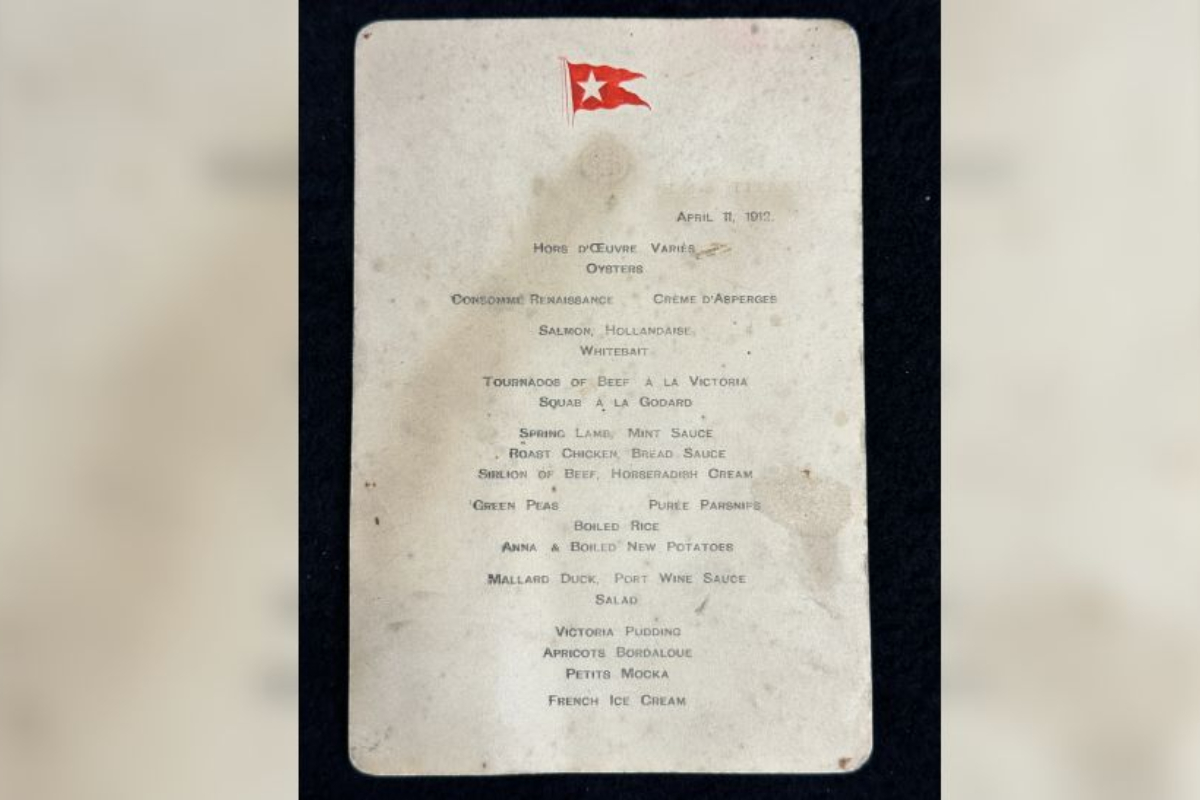 APRIL 11, 1912.
HORS D'ŒUVRE VARIÉS
OYSTERS
CONSOMMÉ RENAISSANCE CRÈME D'ASPERGES
SALMON, HOLLANDAISE
WHITEBAIT
TOURNADOS OF BEEF À LA VICTORIA
SQUAB À LA GODARD
SPRING LAMB, MINT SAUCE
ROAST CHICKEN, BREAD SAUCE
SIRLION OF BEEF, HORSERADISH CREAM
GREEN PEAS PURÉE PARSNIPS
BOILED RICE
ANNA & BOILED NEW POTATOES
MALLARD DUCK, PORT WINE SAUCE
SALAD
VICTORIA PUDDING
APRICOTS BORDALOUE
PETITS MOCKA
FRENCH ICE CREAM